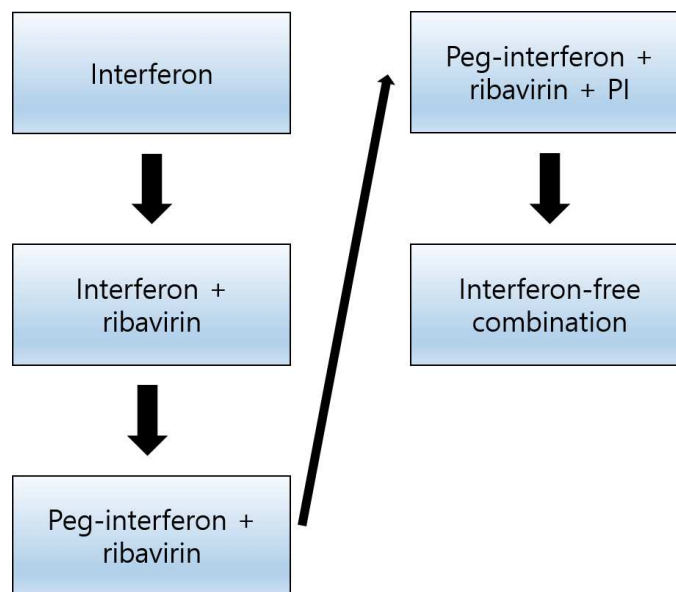 Interferon
Interferon +
ribavirin
Peg-interferon +
ribavirin
Peg-interferon +
ribavirin + PI
Interferon-free
combination